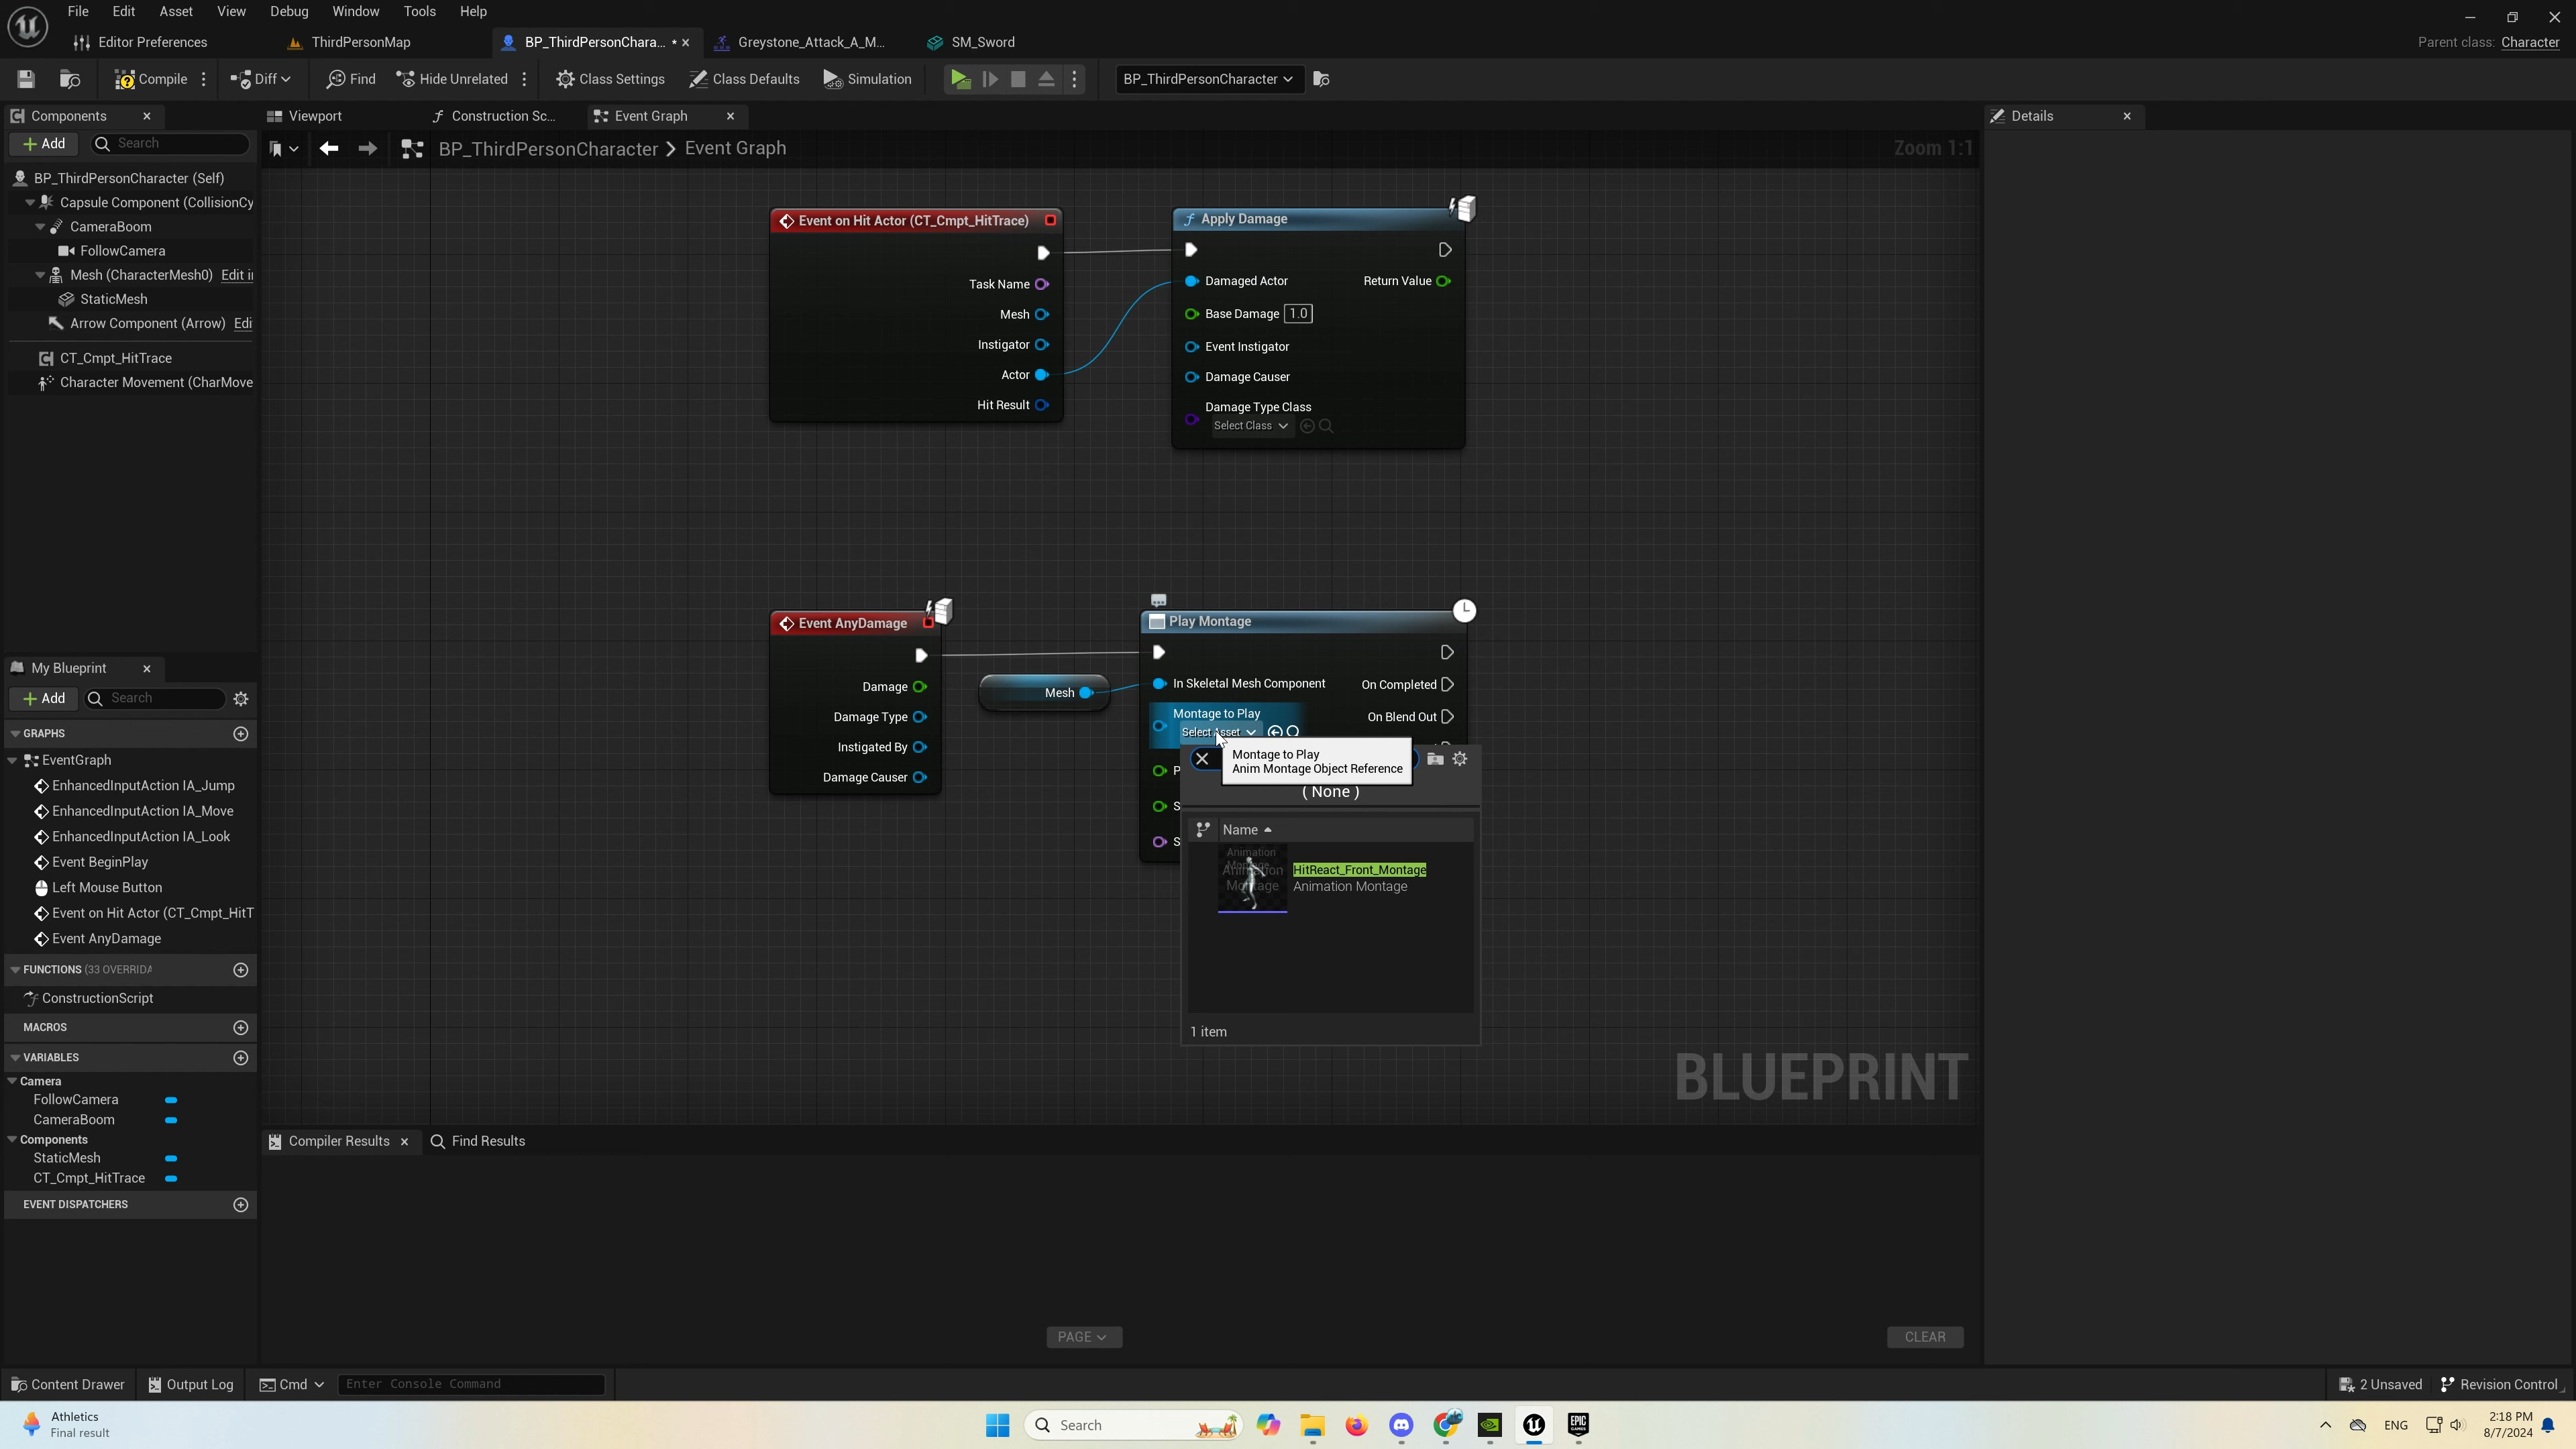 File Edit Asset View Debug Window Tools Help
Editor Preferences ThirdPersonMap BP_ThirdPersonChara... * Greystone_Attack_A_M... SM_Sword
Parent class: Character
Compile Diff Find Hide Unrelated Class Settings Class Defaults Simulation BP_ThirdPersonCharacter
Components Viewport Construction Sc... Event Graph Details
Add Search
BP_ThirdPersonCharacter > Event Graph Zoom 1:1
BP_ThirdPersonCharacter (Self)
Capsule Component (CollisionCy
CameraBoom
FollowCamera
Mesh (CharacterMesh0) Edit i
StaticMesh
Arrow Component (Arrow) Edi
CT_Cmpt_HitTrace
Character Movement (CharMove
Event on Hit Actor (CT_Cmpt_HitTrace)
Task Name
Mesh
Instigator
Actor
Hit Result
Apply Damage
Damaged Actor Return Value
Base Damage 1.0
Event Instigator
Damage Causer
Damage Type Class
Select Class
Event AnyDamage
Damage
Damage Type
Instigated By
Damage Causer
Mesh
Play Montage
In Skeletal Mesh Component On Completed
Montage to Play On Blend Out
Select Asset
Montage to Play
Anim Montage Object Reference
( None )
Name
Animation
Montage
HitReact_Front_Montage
Animation Montage
1 item
BLUEPRINT
My Blueprint
Add Search
GRAPHS
EventGraph
EnhancedInputAction IA_Jump
EnhancedInputAction IA_Move
EnhancedInputAction IA_Look
Event BeginPlay
Left Mouse Button
Event on Hit Actor (CT_Cmpt_HitT
Event AnyDamage
FUNCTIONS (33 OVERRIDA
ConstructionScript
MACROS
VARIABLES
Camera
FollowCamera
CameraBoom
Components
StaticMesh
CT_Cmpt_HitTrace
EVENT DISPATCHERS
Compiler Results Find Results
PAGE CLEAR
Content Drawer Output Log Cmd Enter Console Command 2 Unsaved Revision Control
Athletics
Final result
Search
ENG
2:18 PM
8/7/2024